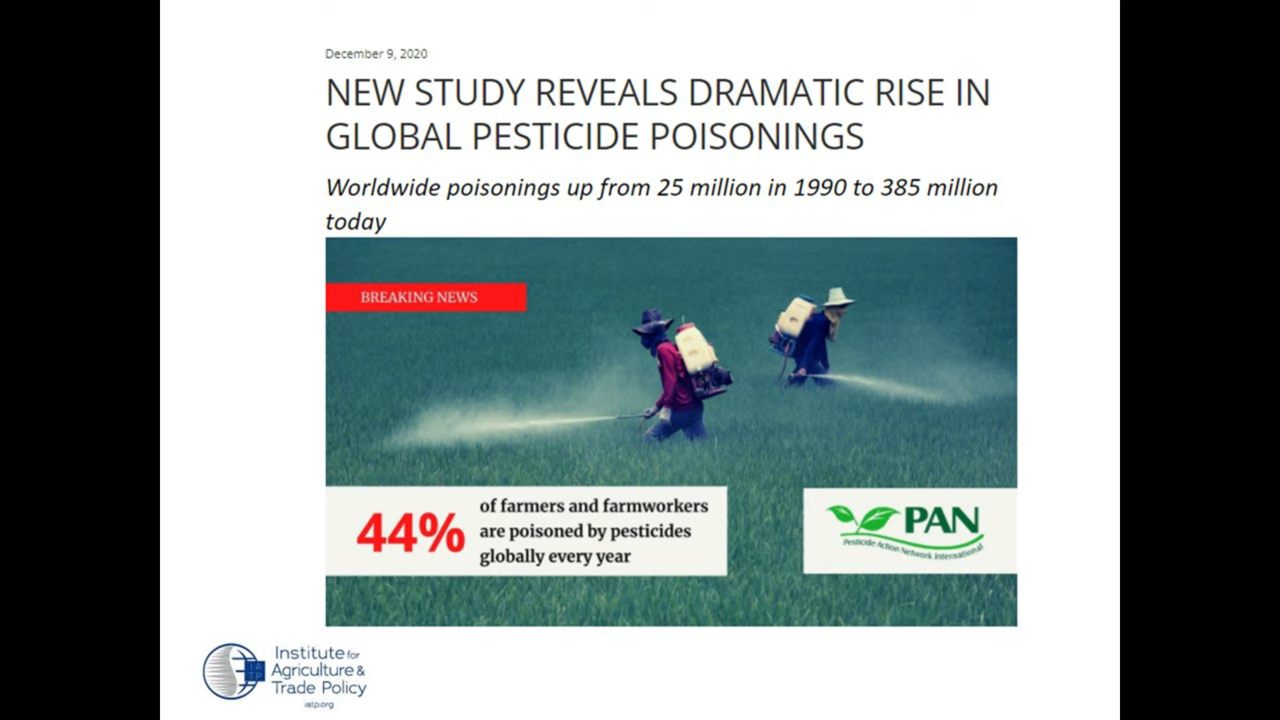 December 9, 2020
NEW STUDY REVEALS DRAMATIC RISE IN
GLOBAL PESTICIDE POISONINGS
Worldwide poisonings up from 25 million in 1990 to 385 million
today
BREAKING NEWS
44%
of farmers and farmworkers
are poisoned by pesticides
globally every year
PAN
Pesticide Action Network International
Institute for
Agriculture &
Trade Policy
iatp.org
IA
TP